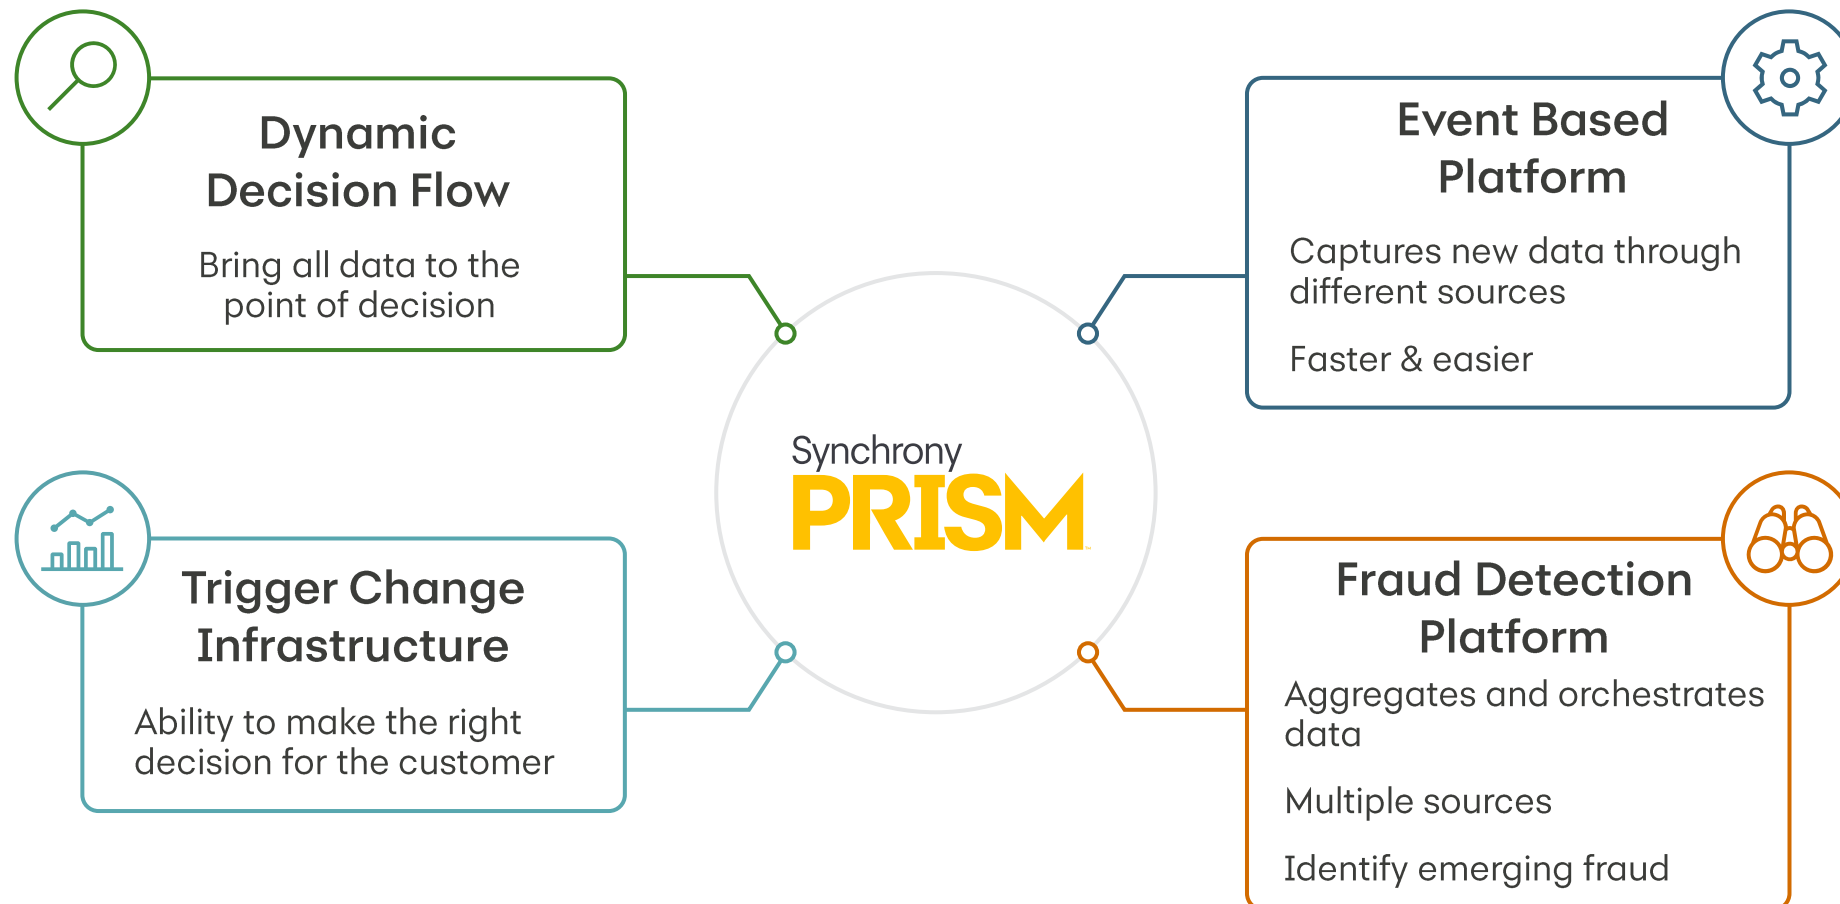 Dynamic
Decision Flow
Bring all data to the
point of decision
Event Based
Platform
Captures new data through
different sources
Faster & easier
Synchrony
PRISM
Trigger Change
Infrastructure
Ability to make the right
decision for the customer
Fraud Detection
Platform
Aggregates and orchestrates
data
Multiple sources
Identify emerging fraud